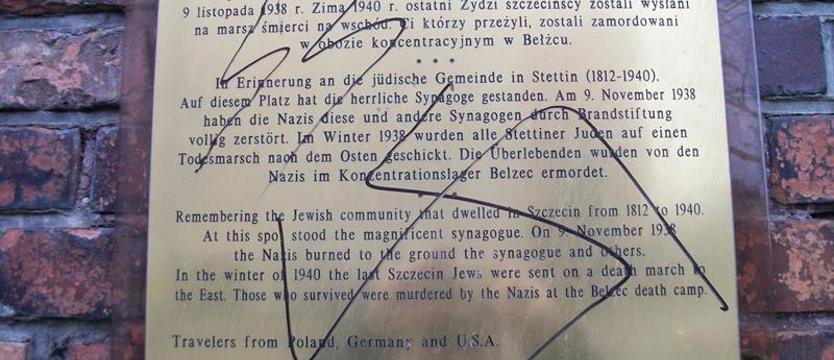 9 listopada 1938 r. Zimą 1940 r. ostatni Żydzi szczecińscy zostali wysłani
na marsz śmierci na wschód. Ci którzy przeżyli, zostali zamordowani
w obozie koncentracyjnym w Bełżcu.
* * *
In Erinnerung an die jüdische Gemeinde in Stettin (1812-1940).
Auf diesem Platz hat die herrliche Synagoge gestanden. Am 9. November 1938
haben die Nazis diese und andere Synagogen durch Brandstiftung
vollig zerstört. Im Winter 1938 wurden alle Stettiner Juden auf einen
Todesmarsch nach dem Osten geschickt. Die Überlebenden wurden von den
Nazis im Konzentrationslager Belzec ermordet.
Remembering the Jewish community that dwelled in Szczecin from 1812 to 1940.
At this spot stood the magnificent synagogue. On 9. November 1938
the Nazis burned to the ground the synagogue and others.
In the winter of 1940 the last Szczecin Jews were sent on a death march to
the East. Those who survived were murdered by the Nazis at the Belzec death camp.
Travelers from Poland, Germany and U.S.A.